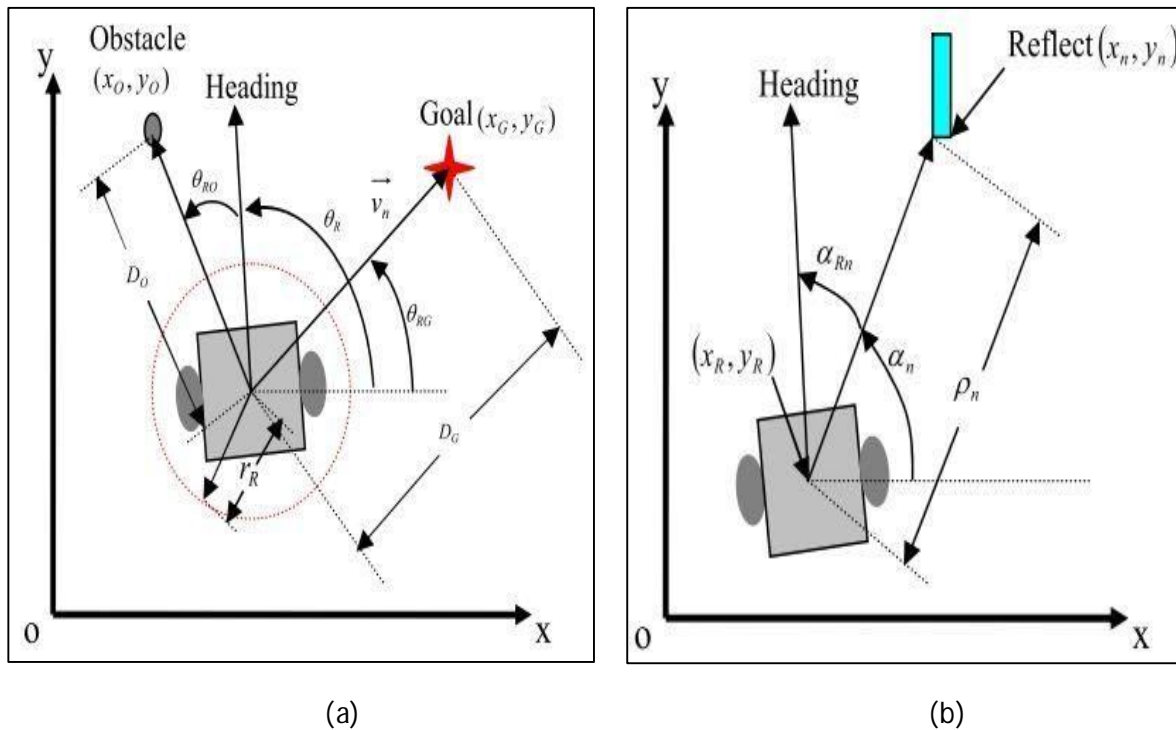 Obstacle
(x_O, y_O)
y
Heading
Goal (x_G, y_G)
θ_RO
v_n
θ_R
D_O
θ_RG
r_R
D_G
o
x
(a)
Reflect (x_n, y_n)
y
Heading
α_Rn
(x_R, y_R)
α_n
ρ_n
o
x
(b)